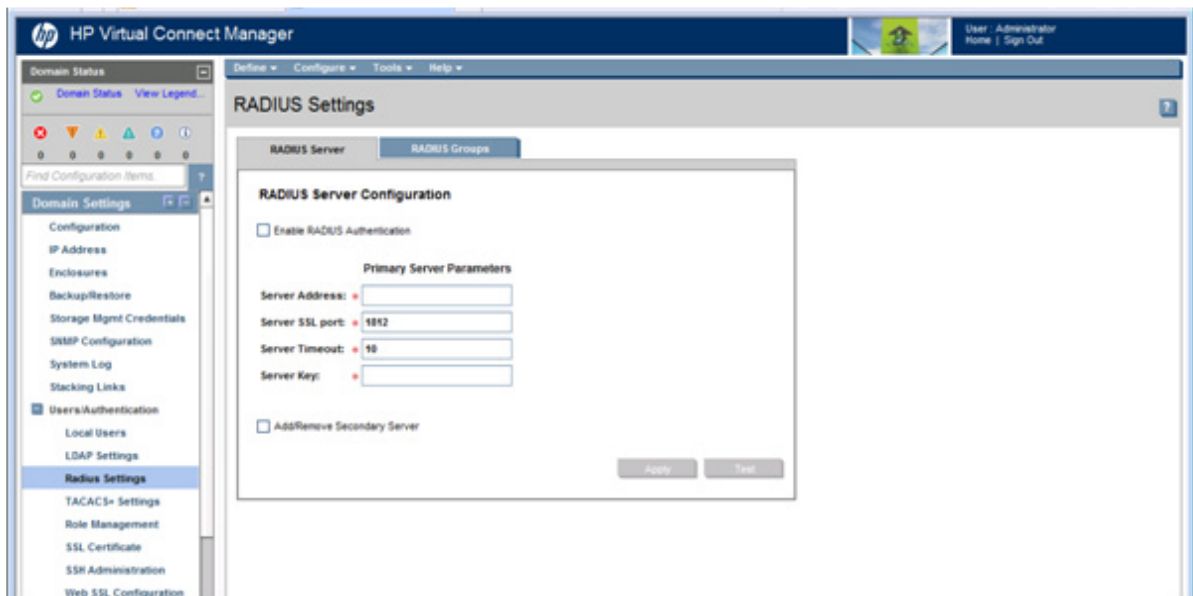 hp HP Virtual Connect Manager
User : Administrator
Home | Sign Out
Domain Status
Domain Status View Legend...
0 0 0 0 0 0
Find Configuration Items. ?
Domain Settings
Configuration
IP Address
Enclosures
Backup/Restore
Storage Mgmt Credentials
SNMP Configuration
System Log
Stacking Links
Users/Authentication
Local Users
LDAP Settings
Radius Settings
TACACS+ Settings
Role Management
SSL Certificate
SSH Administration
Web SSL Configuration
Define Configure Tools Help
RADIUS Settings ?
RADIUS Server RADIUS Groups
RADIUS Server Configuration
Enable RADIUS Authentication
Primary Server Parameters
Server Address: *
Server SSL port: * 1812
Server Timeout: * 10
Server Key: *
Add/Remove Secondary Server
Apply Test